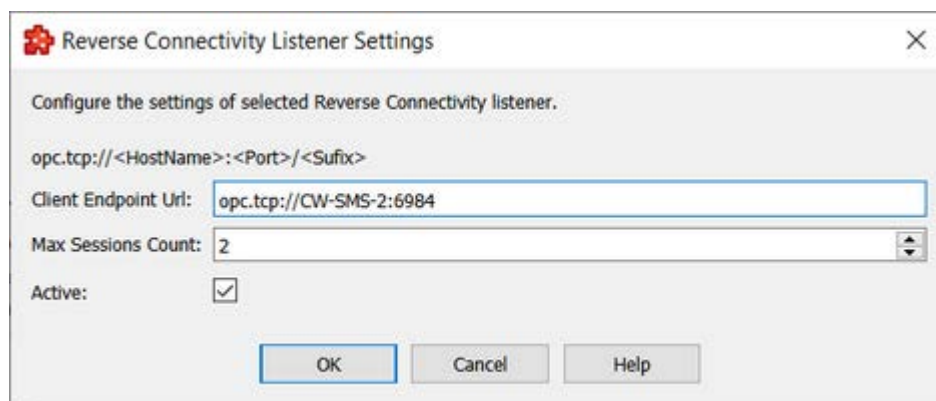 Reverse Connectivity Listener Settings
Configure the settings of selected Reverse Connectivity listener.
opc.tcp://<HostName>:<Port>/<Sufix>
Client Endpoint Url: opc.tcp://CW-SMS-2:6984
Max Sessions Count: 2
Active:
OK Cancel Help